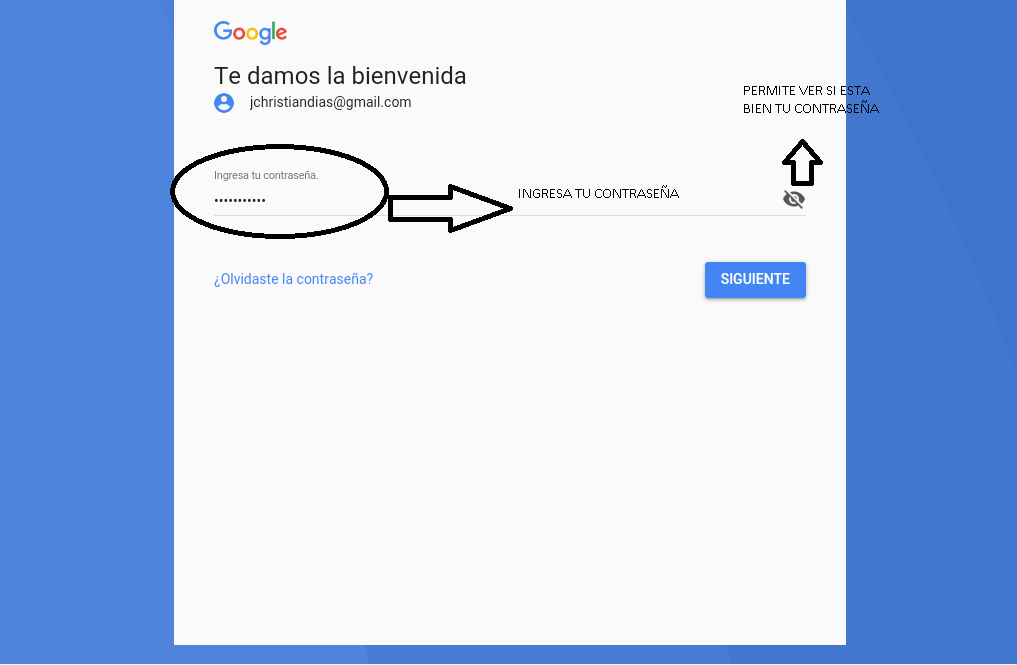 Google
Te damos la bienvenida
jchristiandias@gmail.com
PERMITE VER SI ESTA
BIEN TU CONTRASEÑA
Ingresa tu contraseña.
•••••••••••
INGRESA TU CONTRASEÑA
¿Olvidaste la contraseña?
SIGUIENTE